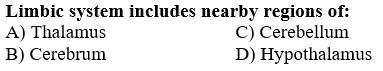 Limbic system includes nearby regions of:
A) Thalamus C) Cerebellum
B) Cerebrum D) Hypothalamus